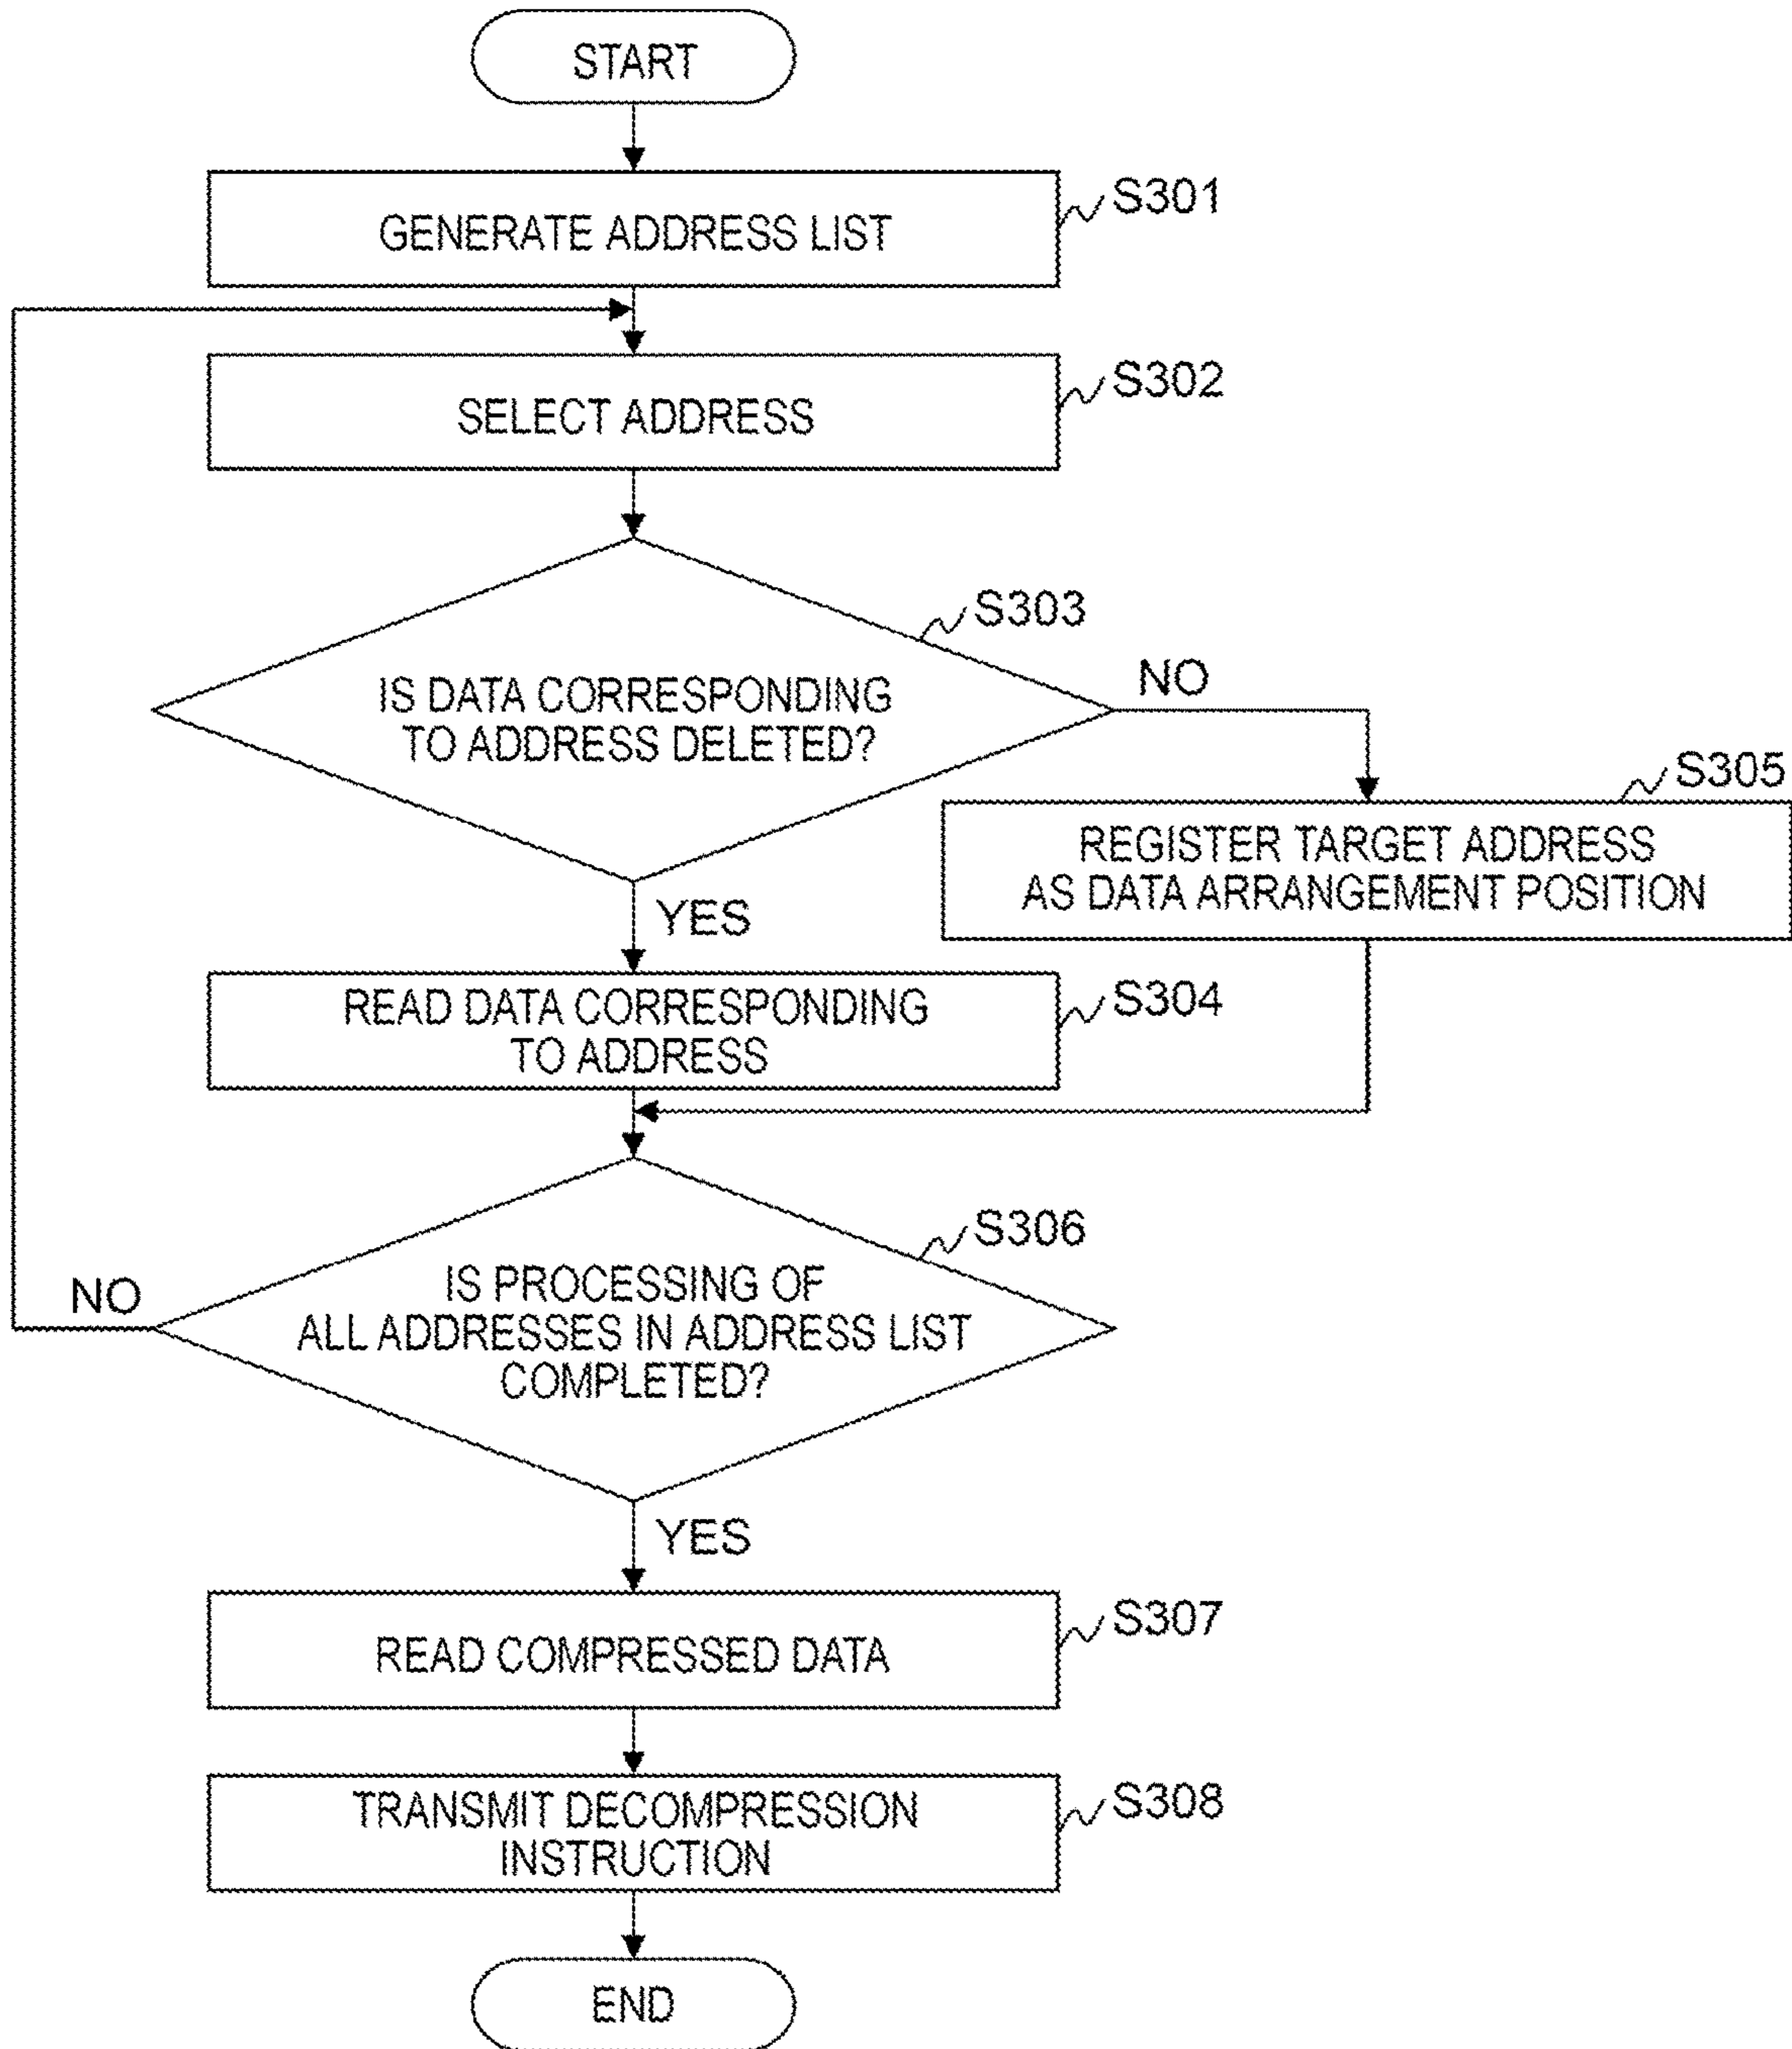 START
GENERATE ADDRESS LIST
S301
SELECT ADDRESS
S302
S303
IS DATA CORRESPONDING
TO ADDRESS DELETED?
NO
S305
REGISTER TARGET ADDRESS
AS DATA ARRANGEMENT POSITION
YES
READ DATA CORRESPONDING
TO ADDRESS
S304
S306
IS PROCESSING OF
ALL ADDRESSES IN ADDRESS LIST
COMPLETED?
NO
YES
READ COMPRESSED DATA
S307
TRANSMIT DECOMPRESSION
INSTRUCTION
S308
END